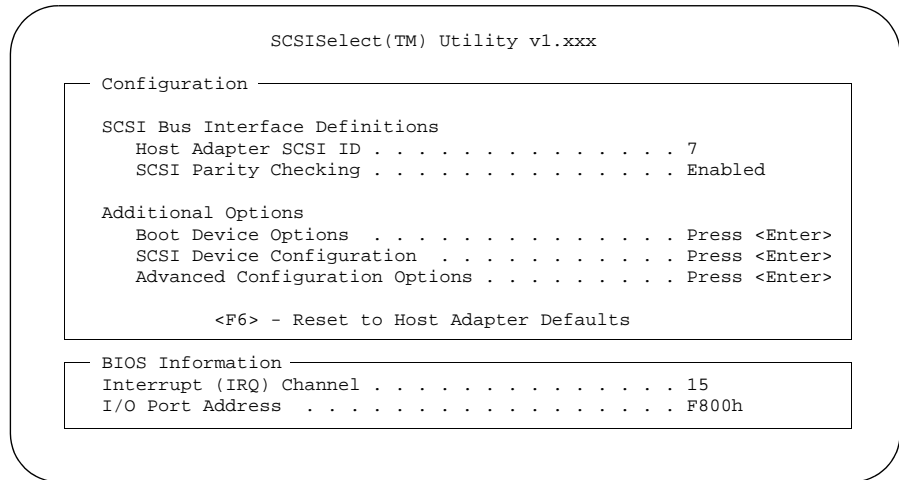 SCSISelect(TM) Utility v1.xxx
Configuration
SCSI Bus Interface Definitions
Host Adapter SCSI ID . . . . . . . . . . . . . . 7
SCSI Parity Checking . . . . . . . . . . . . . . Enabled
Additional Options
Boot Device Options . . . . . . . . . . . . . . Press <Enter>
SCSI Device Configuration . . . . . . . . . . . Press <Enter>
Advanced Configuration Options . . . . . . . . . Press <Enter>
<F6> - Reset to Host Adapter Defaults
BIOS Information
Interrupt (IRQ) Channel . . . . . . . . . . . . . . 15
I/O Port Address . . . . . . . . . . . . . . . . . F800h